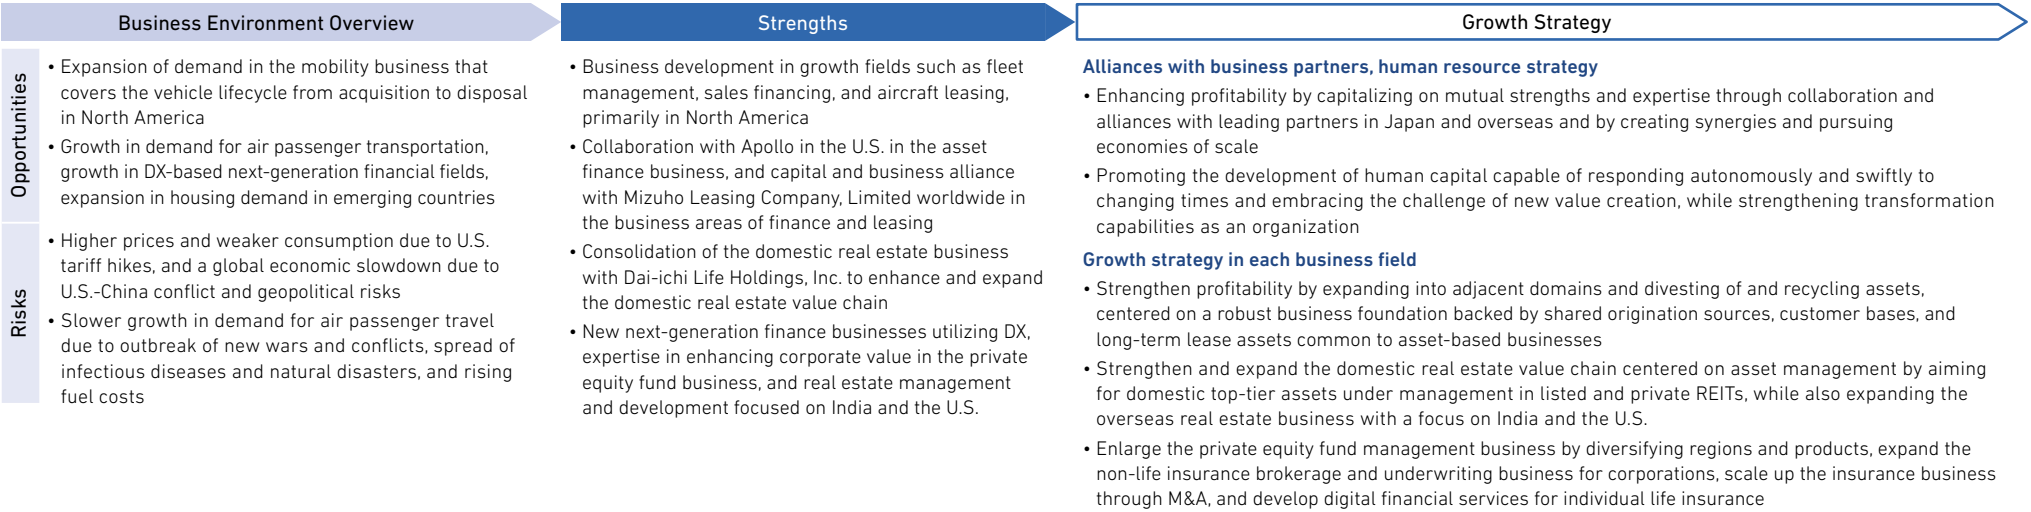 Business Environment Overview
Opportunities
• Expansion of demand in the mobility business that
covers the vehicle lifecycle from acquisition to disposal
in North America
• Growth in demand for air passenger transportation,
growth in DX-based next-generation financial fields,
expansion in housing demand in emerging countries
Risks
• Higher prices and weaker consumption due to U.S.
tariff hikes, and a global economic slowdown due to
U.S.-China conflict and geopolitical risks
• Slower growth in demand for air passenger travel
due to outbreak of new wars and conflicts, spread of
infectious diseases and natural disasters, and rising
fuel costs
Strengths
• Business development in growth fields such as fleet
management, sales financing, and aircraft leasing,
primarily in North America
• Collaboration with Apollo in the U.S. in the asset
finance business, and capital and business alliance
with Mizuho Leasing Company, Limited worldwide in
the business areas of finance and leasing
• Consolidation of the domestic real estate business
with Dai-ichi Life Holdings, Inc. to enhance and expand
the domestic real estate value chain
• New next-generation finance businesses utilizing DX,
expertise in enhancing corporate value in the private
equity fund business, and real estate management
and development focused on India and the U.S.
Growth Strategy
Alliances with business partners, human resource strategy
• Enhancing profitability by capitalizing on mutual strengths and expertise through collaboration and
alliances with leading partners in Japan and overseas and by creating synergies and pursuing
economies of scale
• Promoting the development of human capital capable of responding autonomously and swiftly to
changing times and embracing the challenge of new value creation, while strengthening transformation
capabilities as an organization
Growth strategy in each business field
• Strengthen profitability by expanding into adjacent domains and divesting of and recycling assets,
centered on a robust business foundation backed by shared origination sources, customer bases, and
long-term lease assets common to asset-based businesses
• Strengthen and expand the domestic real estate value chain centered on asset management by aiming
for domestic top-tier assets under management in listed and private REITs, while also expanding the
overseas real estate business with a focus on India and the U.S.
• Enlarge the private equity fund management business by diversifying regions and products, expand the
non-life insurance brokerage and underwriting business for corporations, scale up the insurance business
through M&A, and develop digital financial services for individual life insurance